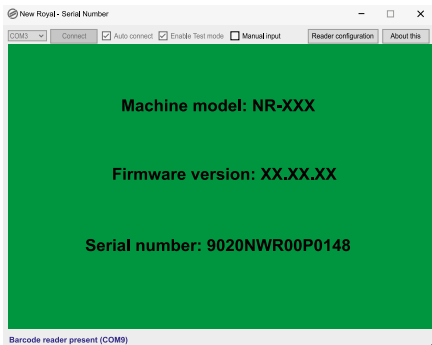 New Royal - Serial Number
COM3 Connect Auto connect Enable Test mode Manual input Reader configuration About this
Machine model: NR-XXX
Firmware version: XX.XX.XX
Serial number: 9020NWR00P0148
Barcode reader present (COM9)